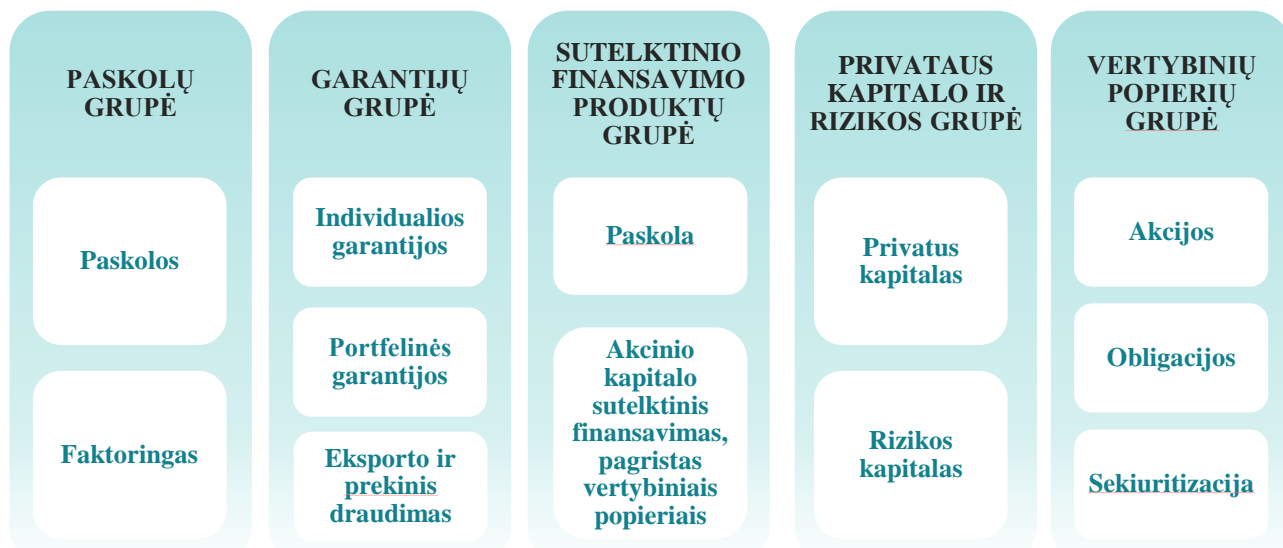 PASKOLŲ
GRUPĖ
Paskolos
Faktoringas
GARANTIJŲ
GRUPĖ
Individualios
garantijos
Portfelinės
garantijos
Eksporto ir
prekinis
draudimas
SUTELKTINIO
FINANSAVIMO
PRODUKTŲ
GRUPĖ
Paskola
Akcinio
kapitalo
sutelktinis
finansavimas,
pagristas
vertybiniais
popieriais
PRIVATAUS
KAPITALO IR
RIZIKOS GRUPĖ
Privatus
kapitalas
Rizikos
kapitalas
VERTYBINIŲ
POPIERIŲ
GRUPĖ
Akcijos
Obligacijos
Sekiuritizacija